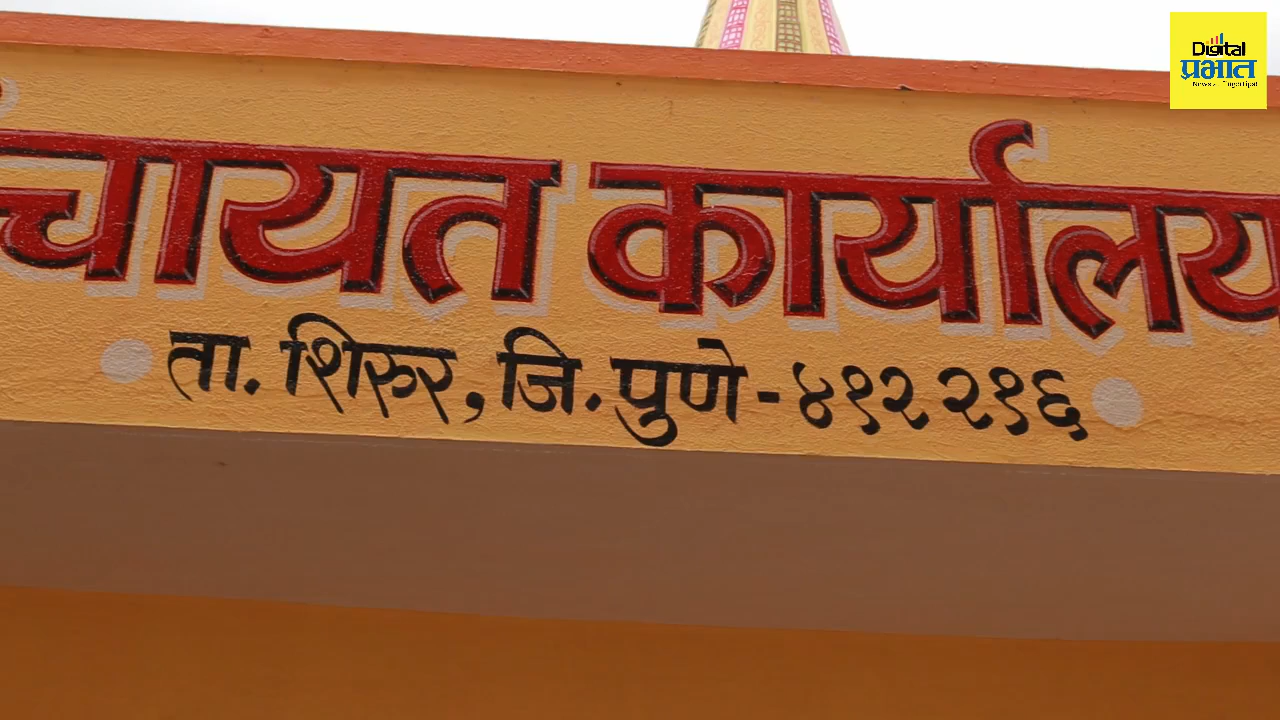 Digital
प्रभात
चायत कार्यालय
ता. शिरुर, जि. पुणे - ४१२ २१६